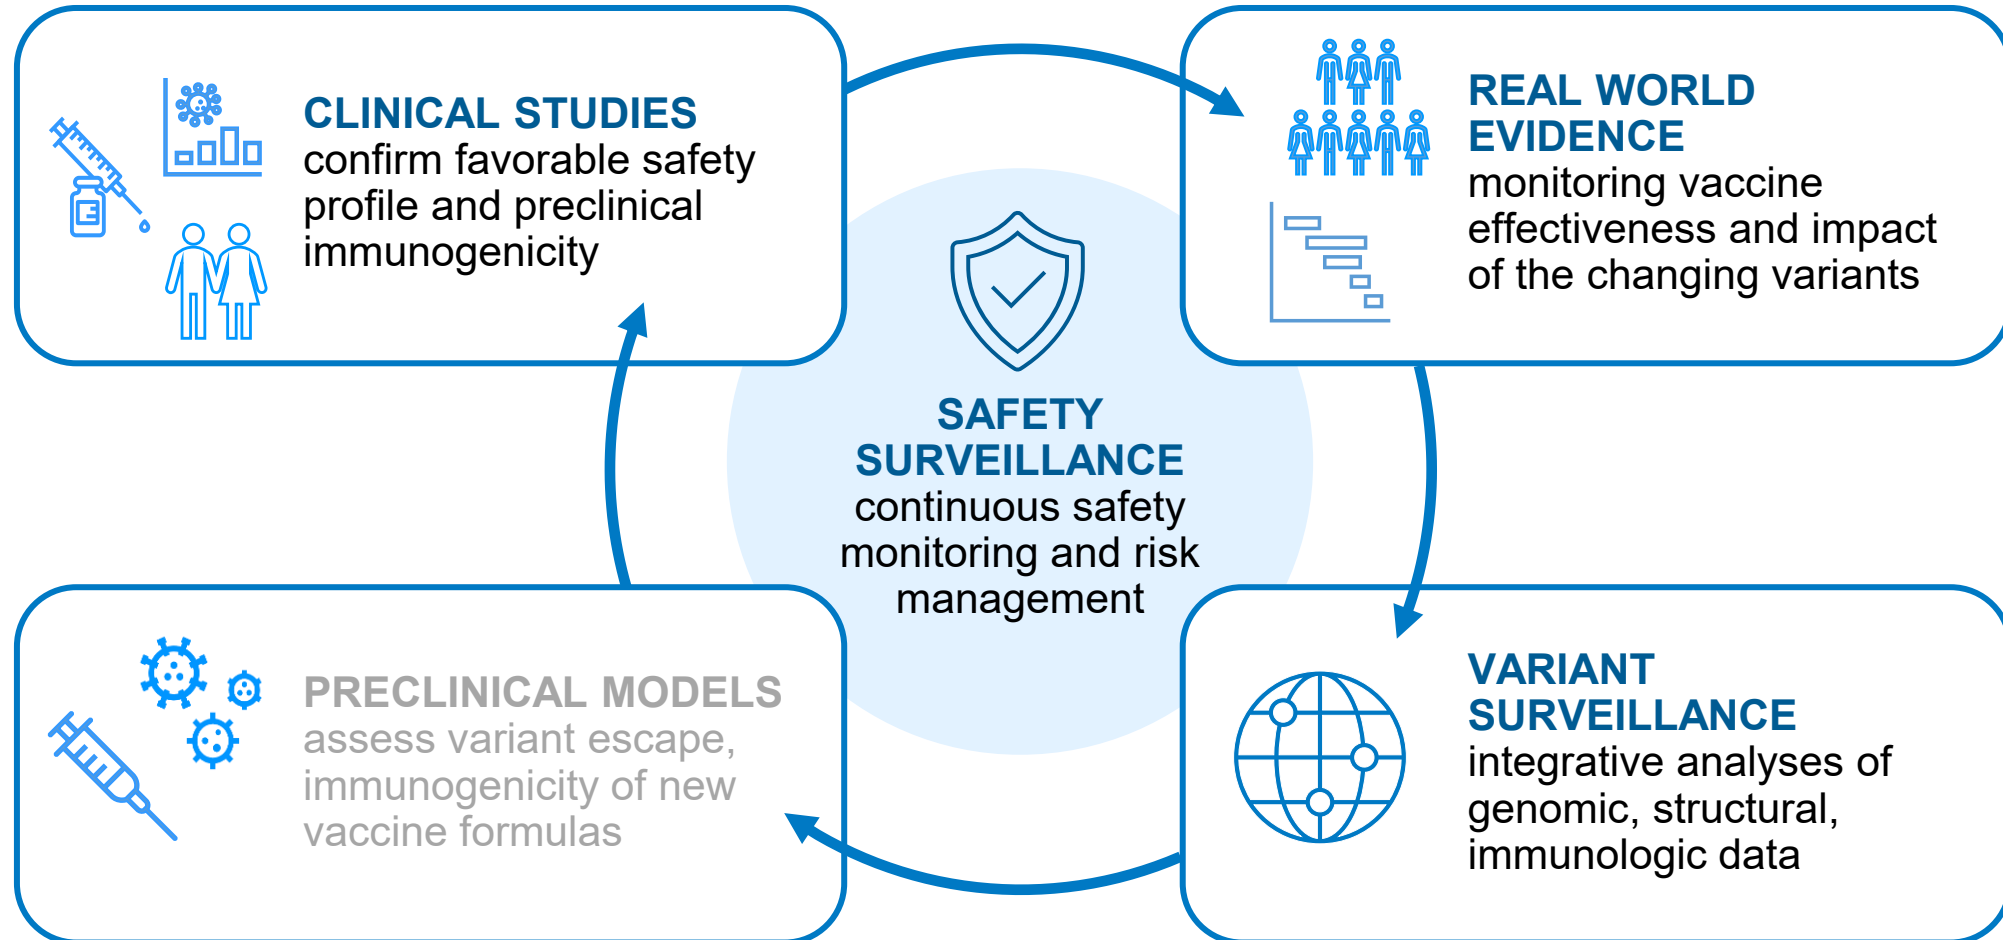 CLINICAL STUDIES
confirm favorable safety
profile and preclinical
immunogenicity
REAL WORLD
EVIDENCE
monitoring vaccine
effectiveness and impact
of the changing variants
SAFETY
SURVEILLANCE
continuous safety
monitoring and risk
management
PRECLINICAL MODELS
assess variant escape,
immunogenicity of new
vaccine formulas
VARIANT
SURVEILLANCE
integrative analyses of
genomic, structural,
immunologic data